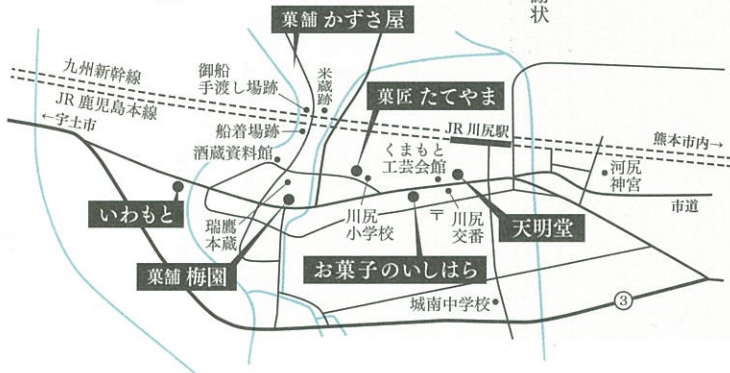 状
菓舗 かずさ屋
九州新幹線
JR 鹿児島本線
←宇土市
御船
手渡し場跡
米蔵跡
船着場跡
酒蔵資料館
菓匠 たてやま
JR 川尻駅
熊本市内→
くまもと
工芸会館
河尻
神宮
市道
いわもと
瑞鷹
本蔵
川尻
小学校
〒
川尻
交番
天明堂
菓舗 梅園
お菓子のいしはら
城南中学校
3